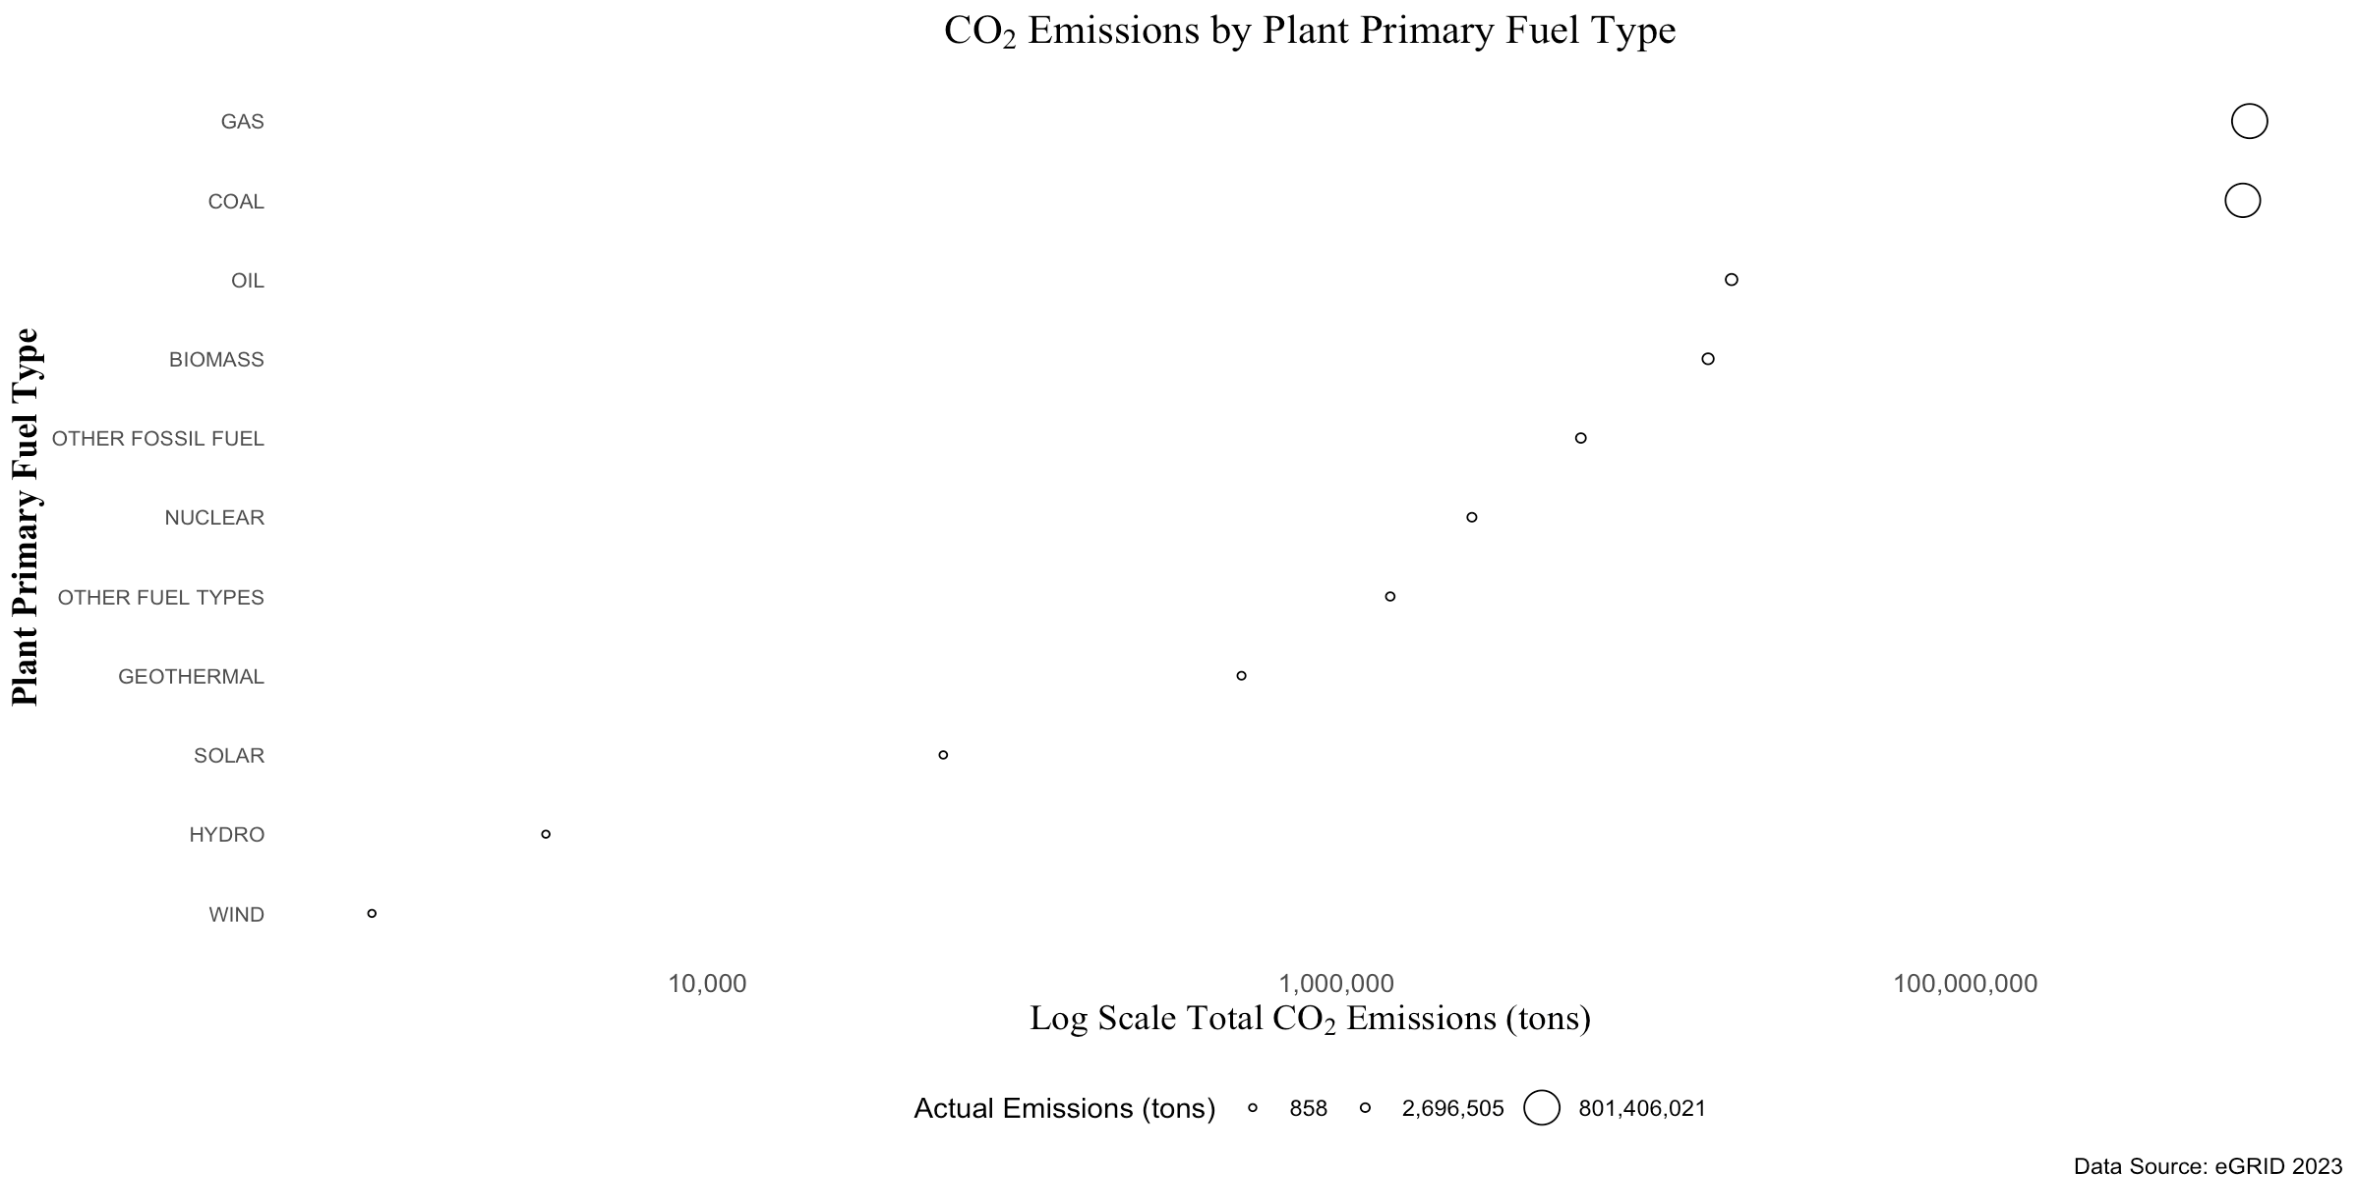 CO₂ Emissions by Plant Primary Fuel Type
Plant Primary Fuel Type
GAS
COAL
OIL
BIOMASS
OTHER FOSSIL FUEL
NUCLEAR
OTHER FUEL TYPES
GEOTHERMAL
SOLAR
HYDRO
WIND
10,000 1,000,000 100,000,000
Log Scale Total CO₂ Emissions (tons)
Actual Emissions (tons) 858 2,696,505 801,406,021
Data Source: eGRID 2023